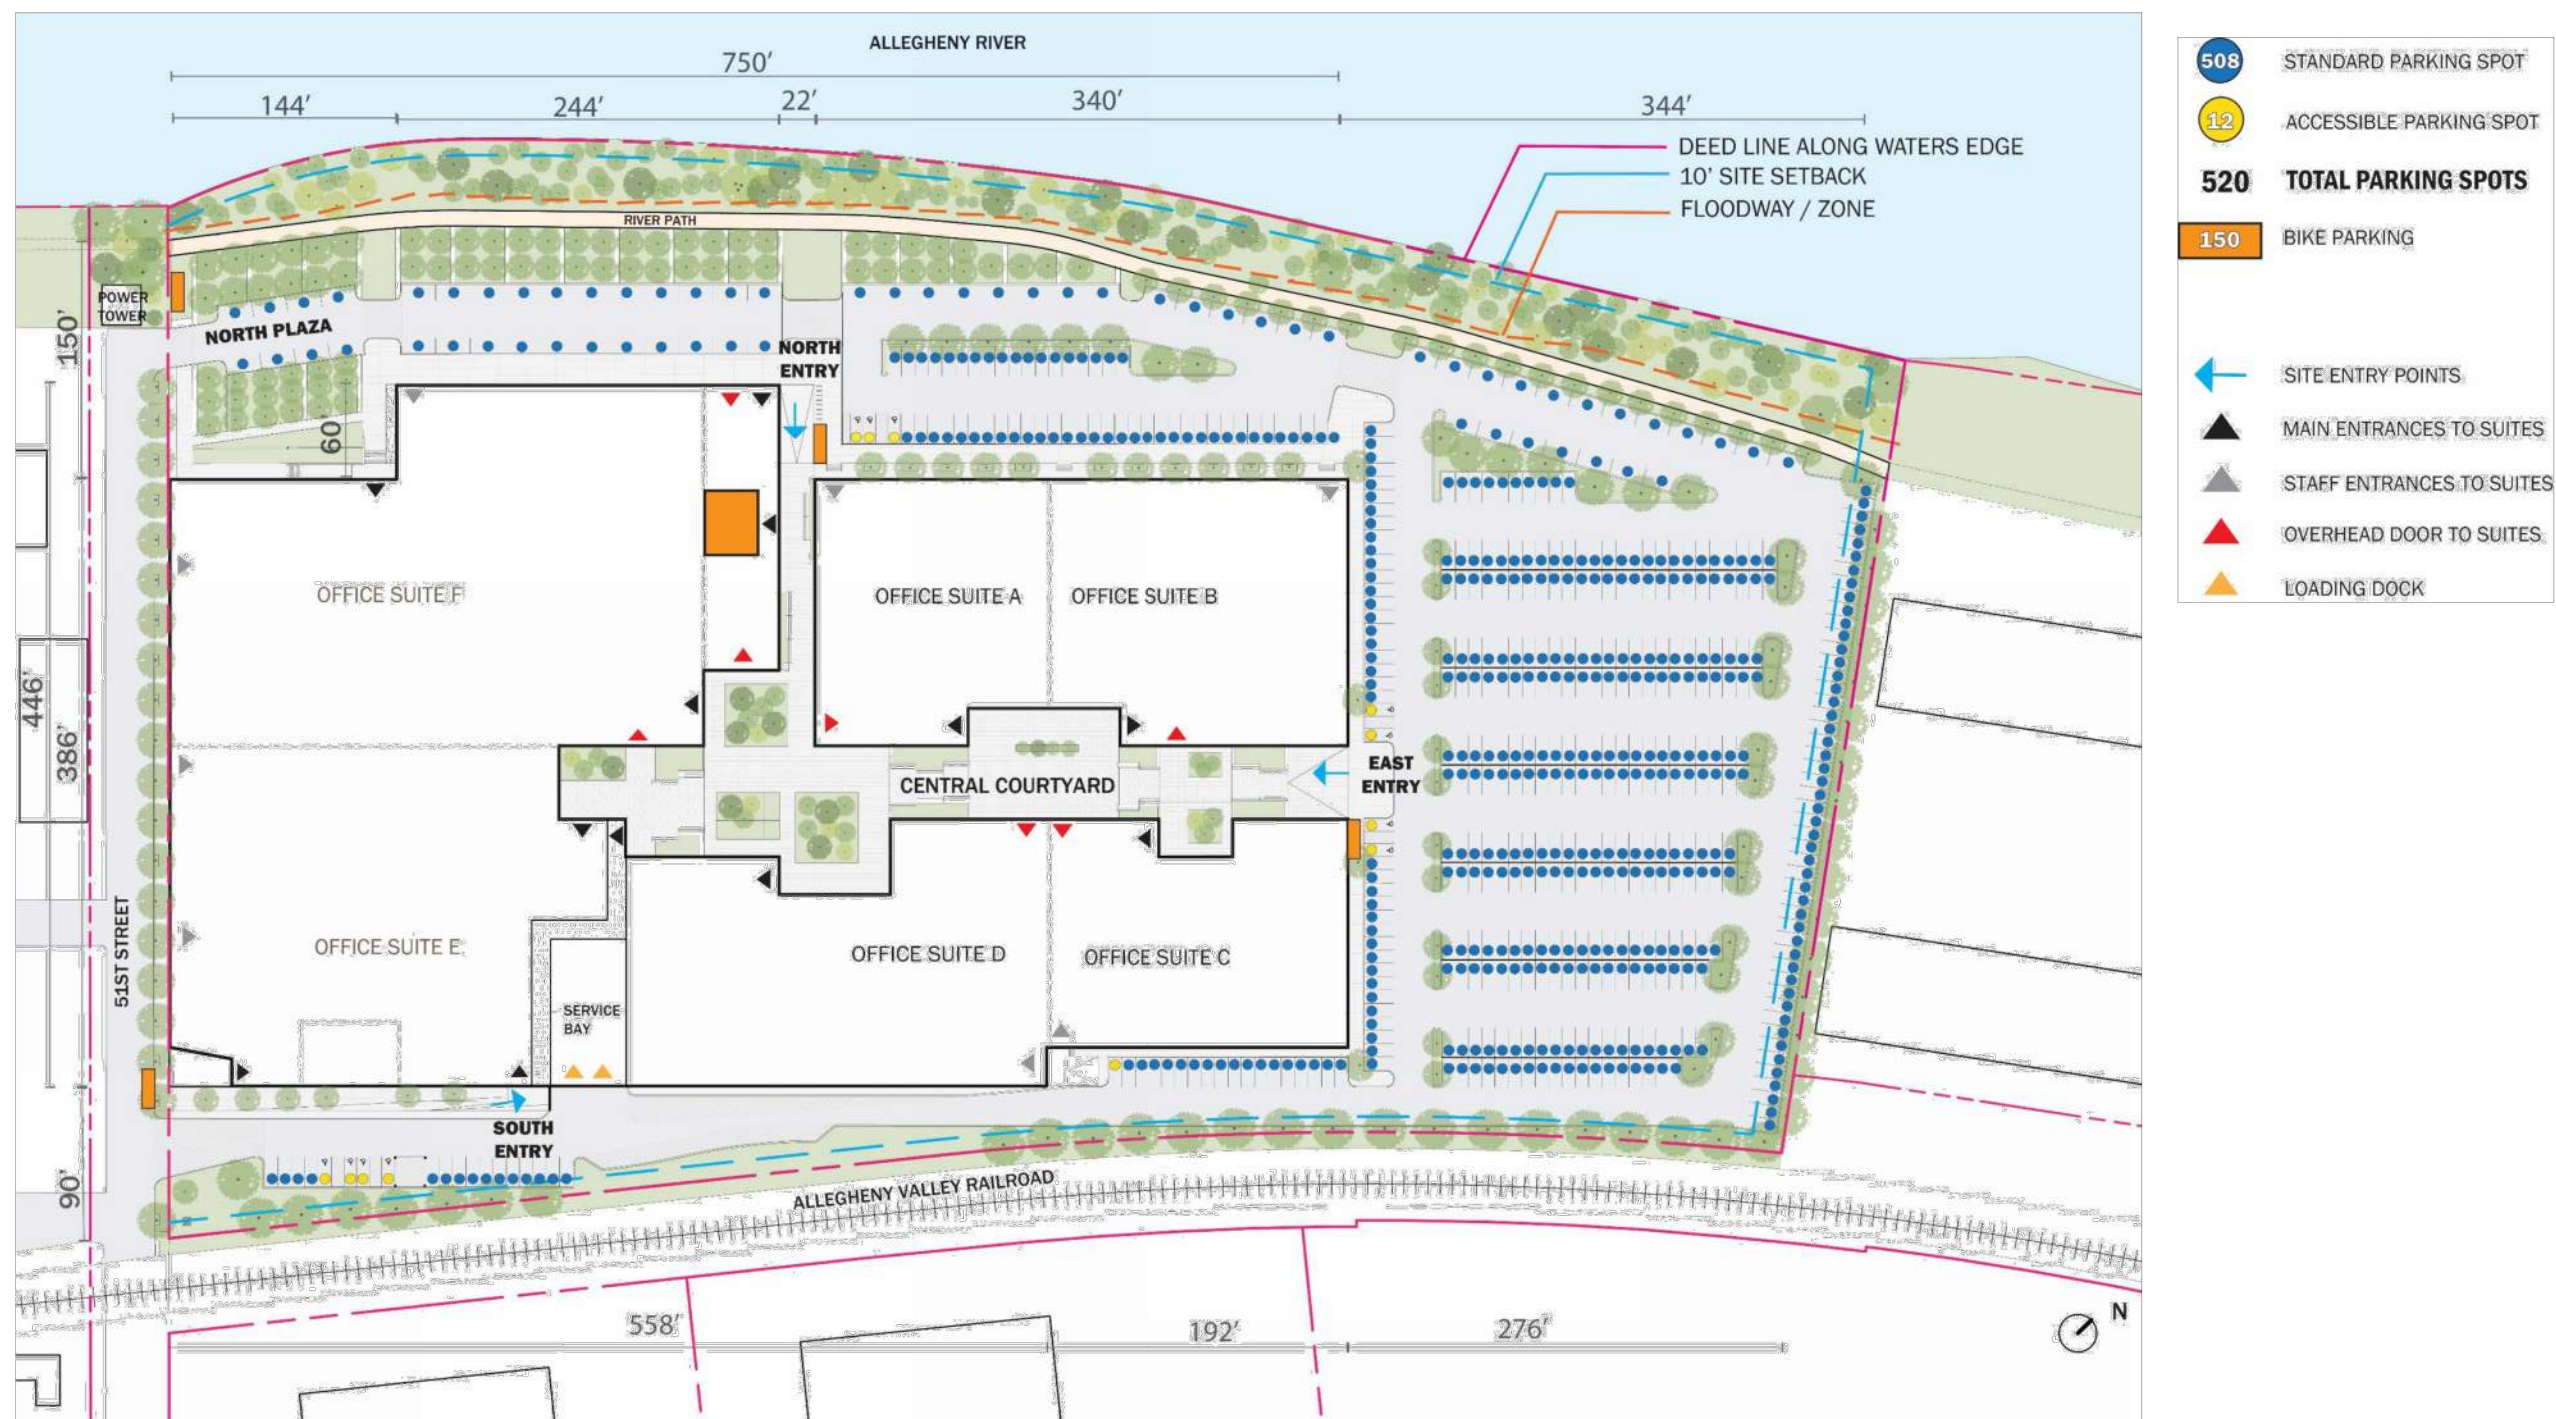 ALLEGHENY RIVER
750'
144'
244'
22'
340'
344'
DEED LINE ALONG WATERS EDGE
10' SITE SETBACK
FLOODWAY / ZONE
RIVER PATH
POWER
TOWER
NORTH PLAZA
150'
NORTH
ENTRY
60'
OFFICE SUITE F
OFFICE SUITE A
OFFICE SUITE B
446'
386'
CENTRAL COURTYARD
EAST
ENTRY
51ST STREET
OFFICE SUITE E
OFFICE SUITE D
OFFICE SUITE C
SERVICE
BAY
SOUTH
ENTRY
90'
ALLEGHENY VALLEY RAILROAD
558'
192'
276'
N
508 STANDARD PARKING SPOT
12 ACCESSIBLE PARKING SPOT
520 TOTAL PARKING SPOTS
150 BIKE PARKING
SITE ENTRY POINTS
MAIN ENTRANCES TO SUITES
STAFF ENTRANCES TO SUITES
OVERHEAD DOOR TO SUITES
LOADING DOCK